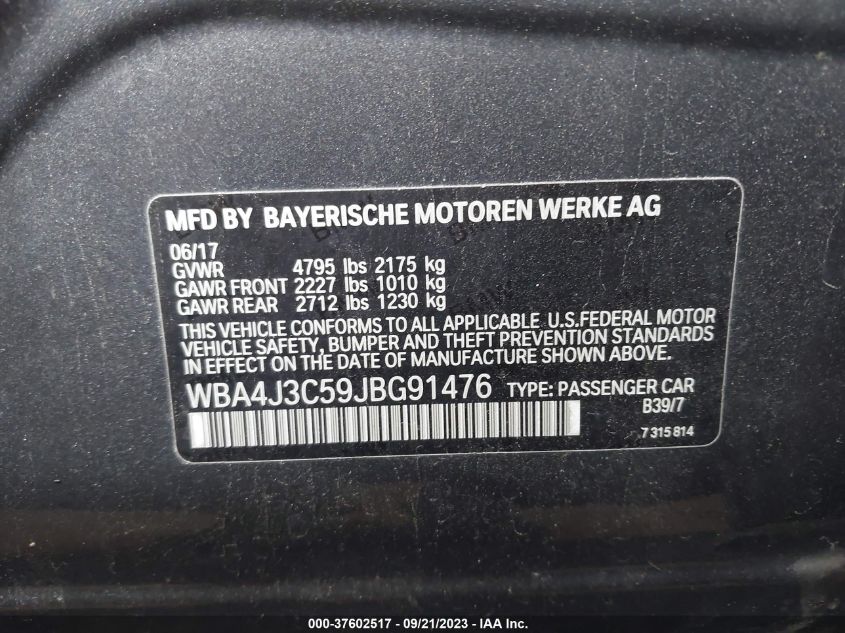 MFD BY BAYERISCHE MOTOREN WERKE AG
06/17
GVWR 4795 lbs 2175 kg
GAWR FRONT 2227 lbs 1010 kg
GAWR REAR 2712 lbs 1230 kg
THIS VEHICLE CONFORMS TO ALL APPLICABLE U.S.FEDERAL MOTOR
VEHICLE SAFETY, BUMPER AND THEFT PREVENTION STANDARDS
IN EFFECT ON THE DATE OF MANUFACTURE SHOWN ABOVE.
WBA4J3C59JBG91476 TYPE: PASSENGER CAR
B39/7
7 315 814
000-37602517 - 09/21/2023 - IAA Inc.